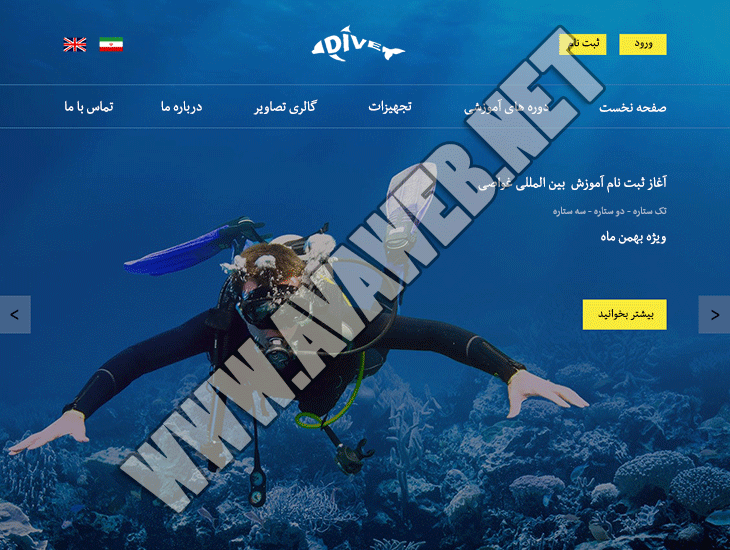 ورود
ثبت نام
DIVE
صفحه نخست
دوره های آموزشی
تجهیزات
گالری تصاویر
درباره ما
تماس با ما
آغاز ثبت نام آموزش بین المللی غواصی
تک ستاره - دو ستاره - سه ستاره
ویژه بهمن ماه
بیشتر بخوانید
<
>
WWW.AVAWEB.NET